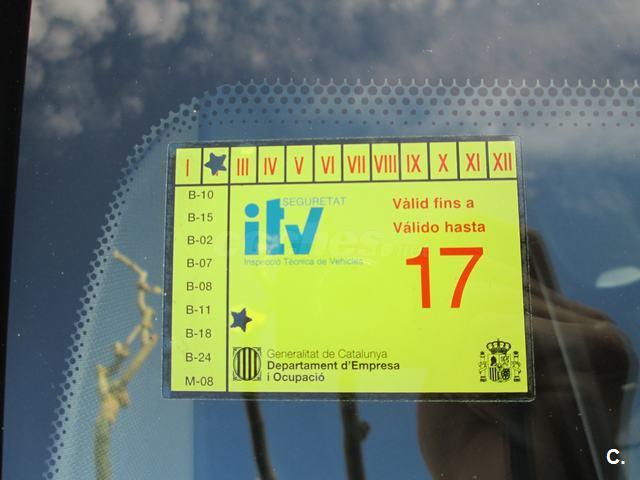 I III IV V VI VII VIII IX X XI XII
B-10
B-15
B-02
B-07
B-08
B-11
B-18
B-24
M-08
SEGURETAT
itv
Inspecció Tècnica de Vehicles
Vàlid fins a
Válido hasta
17
Generalitat de Catalunya
Departament d'Empresa
i Ocupació
C.